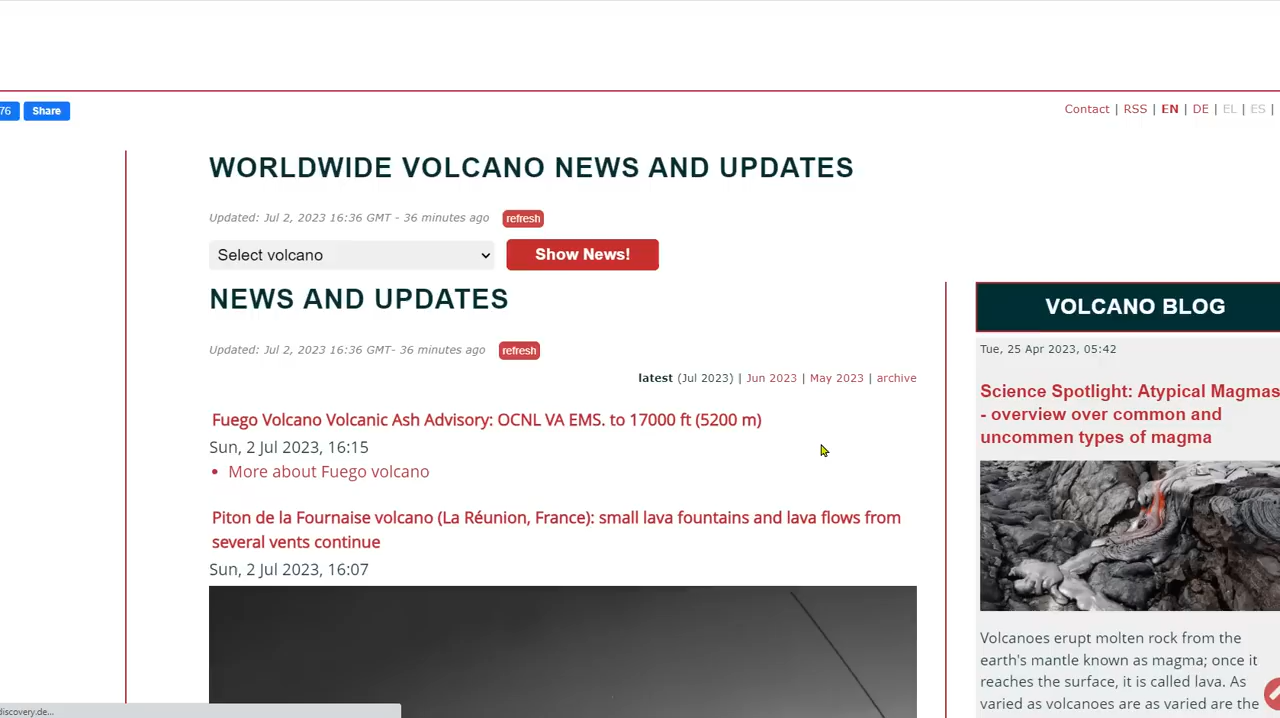 76 Share
Contact | RSS | EN | DE | EL | ES |
WORLDWIDE VOLCANO NEWS AND UPDATES
Updated: Jul 2, 2023 16:36 GMT - 36 minutes ago refresh
Select volcano Show News!
NEWS AND UPDATES
Updated: Jul 2, 2023 16:36 GMT- 36 minutes ago refresh
latest (Jul 2023) | Jun 2023 | May 2023 | archive
Fuego Volcano Volcanic Ash Advisory: OCNL VA EMS. to 17000 ft (5200 m)
Sun, 2 Jul 2023, 16:15
• More about Fuego volcano
Piton de la Fournaise volcano (La Réunion, France): small lava fountains and lava flows from
several vents continue
Sun, 2 Jul 2023, 16:07
VOLCANO BLOG
Tue, 25 Apr 2023, 05:42
Science Spotlight: Atypical Magmas
- overview over common and
uncommen types of magma
Volcanoes erupt molten rock from the
earth's mantle known as magma; once it
reaches the surface, it is called lava. As
varied as volcanoes are as varied are the
discovery.de...